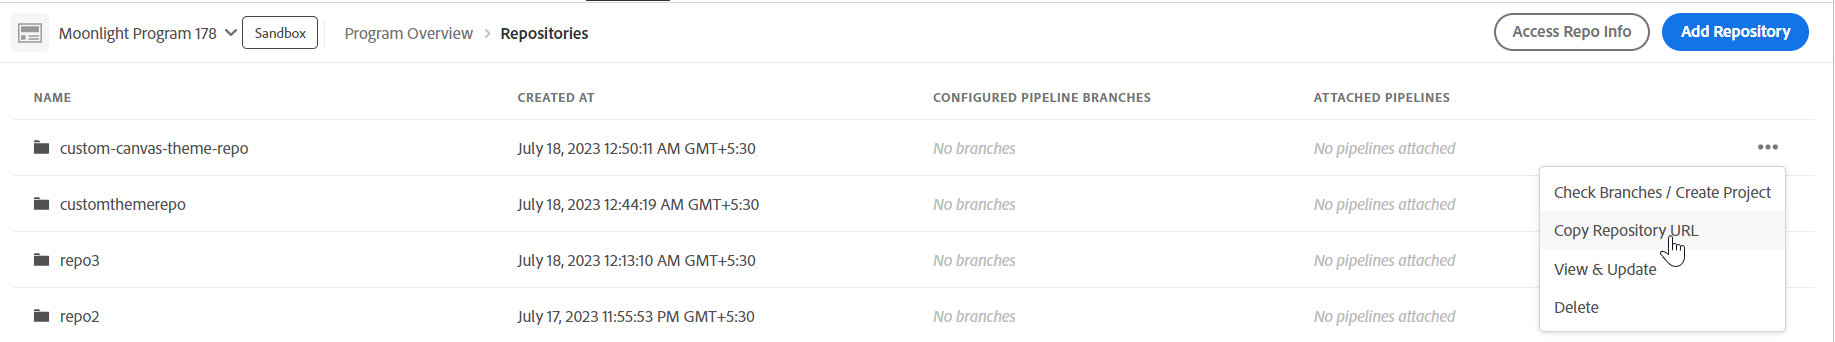 Moonlight Program 178 Sandbox Program Overview > Repositories Access Repo Info Add Repository
NAME CREATED AT CONFIGURED PIPELINE BRANCHES ATTACHED PIPELINES
custom-canvas-theme-repo July 18, 2023 12:50:11 AM GMT+5:30 No branches No pipelines attached
customthemerepo July 18, 2023 12:44:19 AM GMT+5:30 No branches No pipelines attached
repo3 July 18, 2023 12:13:10 AM GMT+5:30 No branches No pipelines attached
repo2 July 17, 2023 11:55:53 PM GMT+5:30 No branches No pipelines attached
Check Branches / Create Project
Copy Repository URL
View & Update
Delete